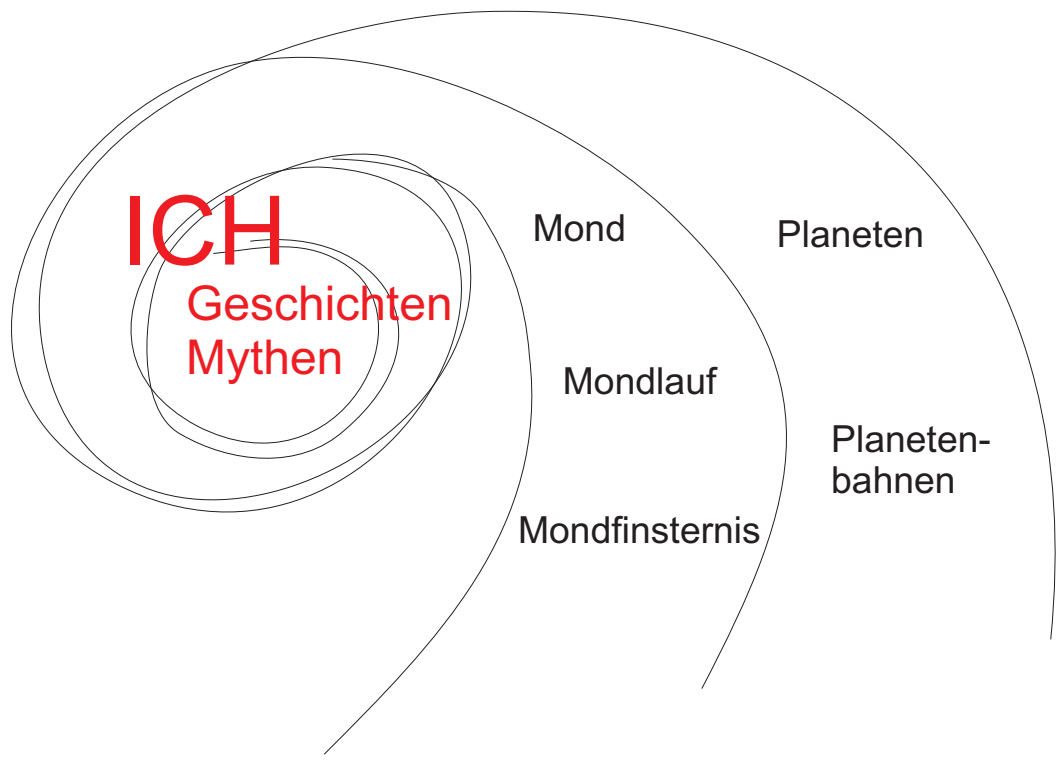 ICH
Geschichten
Mythen
Mond
Mondlauf
Mondfinsternis
Planeten
Planeten-
bahnen